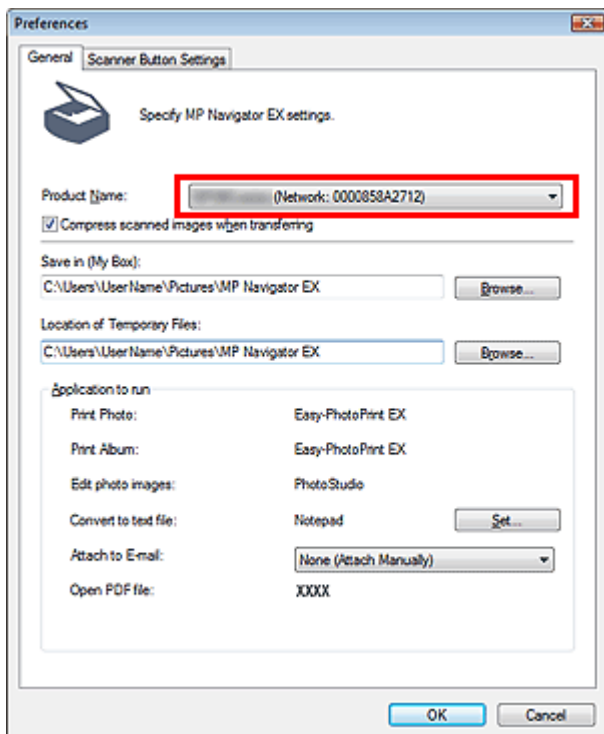 Preferences
General Scanner Button Settings
Specify MP Navigator EX settings.
Product Name: (Network: 0000858A2712)
Compress scanned images when transferring
Save in (My Box):
C:\Users\UserName\Pictures\MP Navigator EX Browse...
Location of Temporary Files:
C:\Users\UserName\Pictures\MP Navigator EX Browse...
Application to run
Print Photo: Easy-PhotoPrint EX
Print Album: Easy-PhotoPrint EX
Edit photo images: PhotoStudio
Convert to text file: Notepad Set...
Attach to E-mail: None (Attach Manually)
Open PDF file: XXXX
OK Cancel